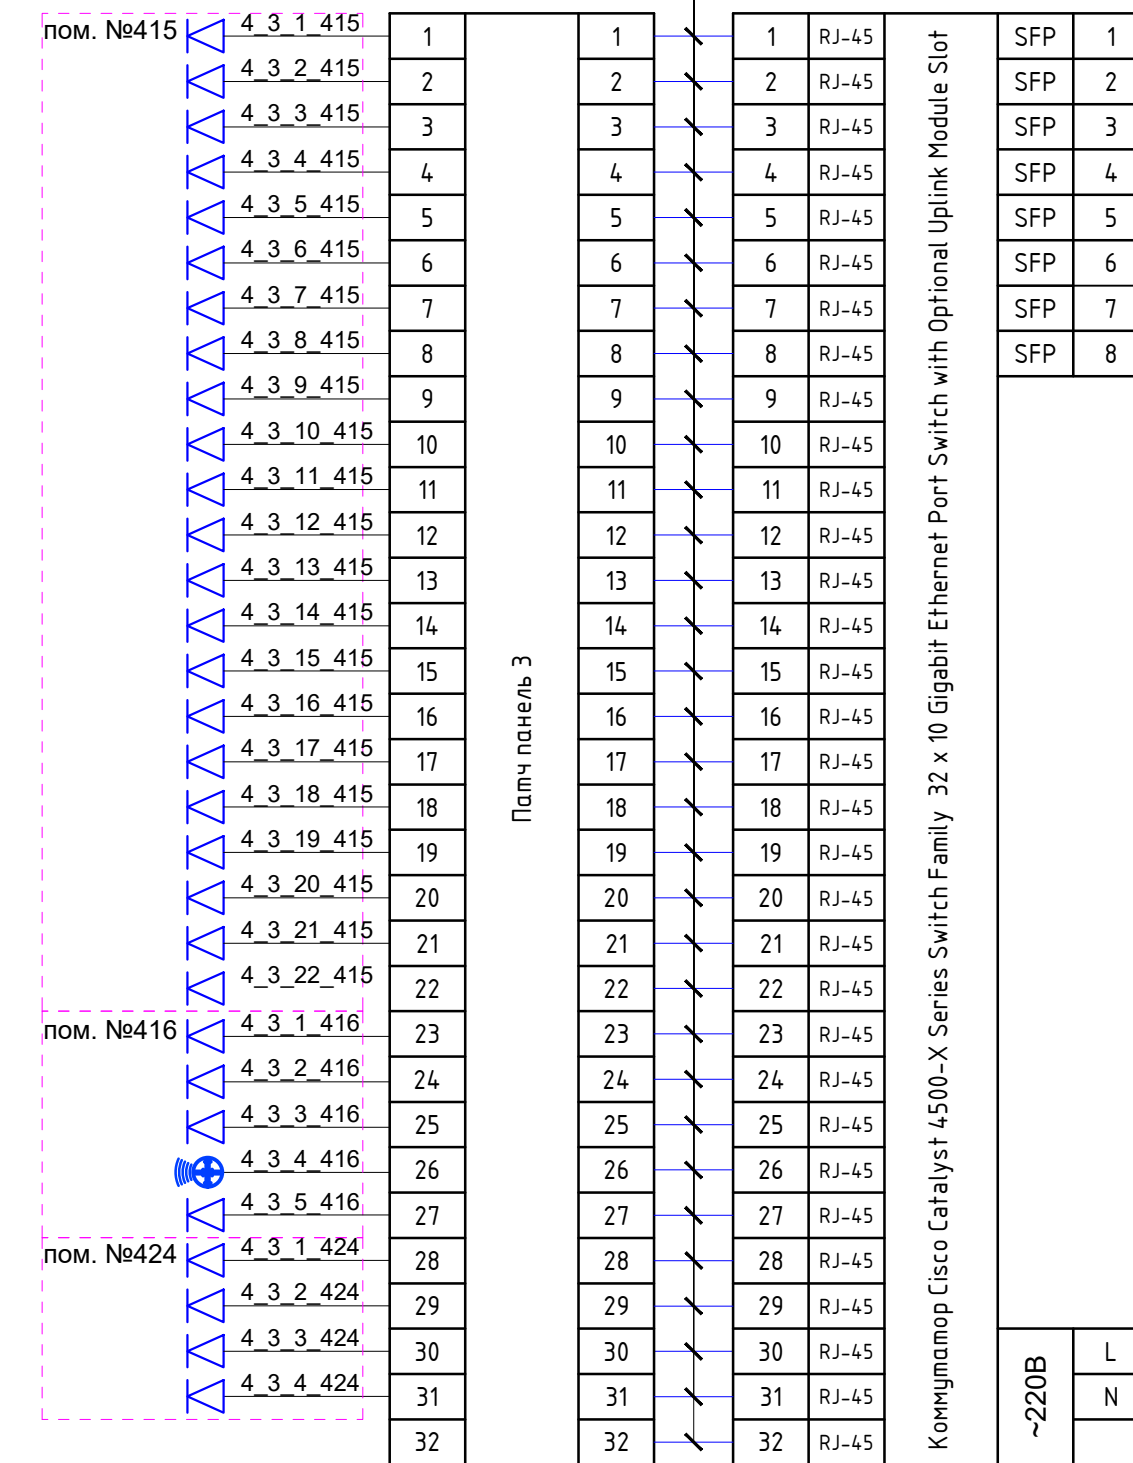 пом. №415 4_3_1_415 1 1 1 RJ-45 SFP 1
4_3_2_415 2 2 2 RJ-45 SFP 2
4_3_3_415 3 3 3 RJ-45 SFP 3
4_3_4_415 4 4 4 RJ-45 SFP 4
4_3_5_415 5 5 5 RJ-45 SFP 5
4_3_6_415 6 6 6 RJ-45 SFP 6
4_3_7_415 7 7 7 RJ-45 SFP 7
4_3_8_415 8 8 8 RJ-45 SFP 8
4_3_9_415 9 9 9 RJ-45
4_3_10_415 10 10 10 RJ-45
4_3_11_415 11 11 11 RJ-45
4_3_12_415 12 12 12 RJ-45
4_3_13_415 13 13 13 RJ-45
4_3_14_415 14 14 14 RJ-45
4_3_15_415 15 15 15 RJ-45
4_3_16_415 16 16 16 RJ-45
4_3_17_415 17 17 17 RJ-45
4_3_18_415 18 18 18 RJ-45
4_3_19_415 19 19 19 RJ-45
4_3_20_415 20 20 20 RJ-45
4_3_21_415 21 21 21 RJ-45
4_3_22_415 22 22 22 RJ-45
пом. №416 4_3_1_416 23 23 23 RJ-45
4_3_2_416 24 24 24 RJ-45
4_3_3_416 25 25 25 RJ-45
4_3_4_416 26 26 26 RJ-45
4_3_5_416 27 27 27 RJ-45
пом. №424 4_3_1_424 28 28 28 RJ-45
4_3_2_424 29 29 29 RJ-45
4_3_3_424 30 30 30 RJ-45 L
4_3_4_424 31 31 31 RJ-45 N
32 32 32 RJ-45
Патч панель 3
Коммутатор Cisco Catalyst 4500-X Series Switch Family 32 x 10 Gigabit Ethernet Port Switch with Optional Uplink Module Slot
~220В